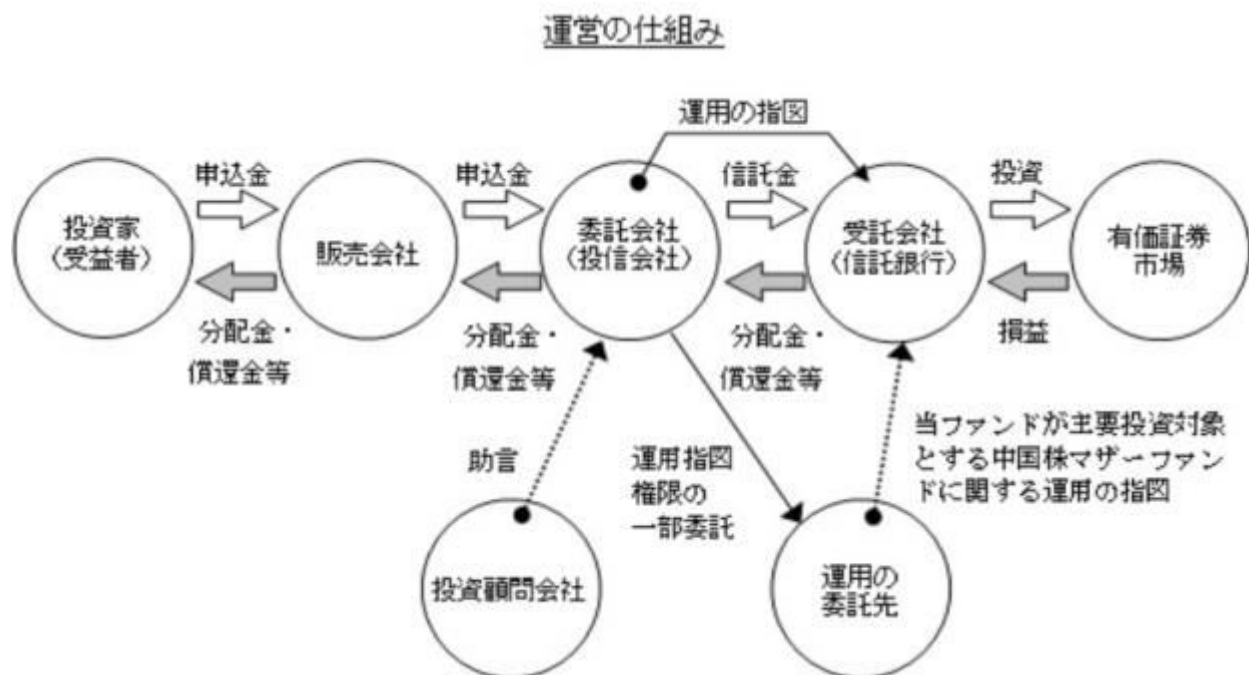 運営の仕組み
運用の指図
申込金
申込金
信託金
投資
投資家
〈受益者〉
販売会社
委託会社
〈投信会社〉
受託会社
〈信託銀行〉
有価証券
市場
分配金・
償還金等
分配金・
償還金等
分配金・
償還金等
損益
助言
運用指図
権限の
一部委託
当ファンドが主要投資対象
とする中国株マザーファン
ドに関する運用の指図
投資顧問会社
運用の
委託先